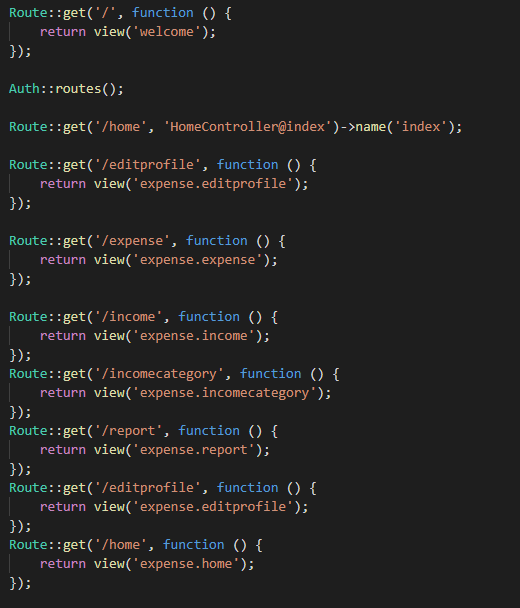 Route::get('/', function () {
    return view('welcome');
});

Auth::routes();

Route::get('/home', 'HomeController@index')->name('index');

Route::get('/editprofile', function () {
    return view('expense.editprofile');
});

Route::get('/expense', function () {
    return view('expense.expense');
});

Route::get('/income', function () {
    return view('expense.income');
});
Route::get('/incomecategory', function () {
    return view('expense.incomecategory');
});
Route::get('/report', function () {
    return view('expense.report');
});
Route::get('/editprofile', function () {
    return view('expense.editprofile');
});
Route::get('/home', function () {
    return view('expense.home');
});